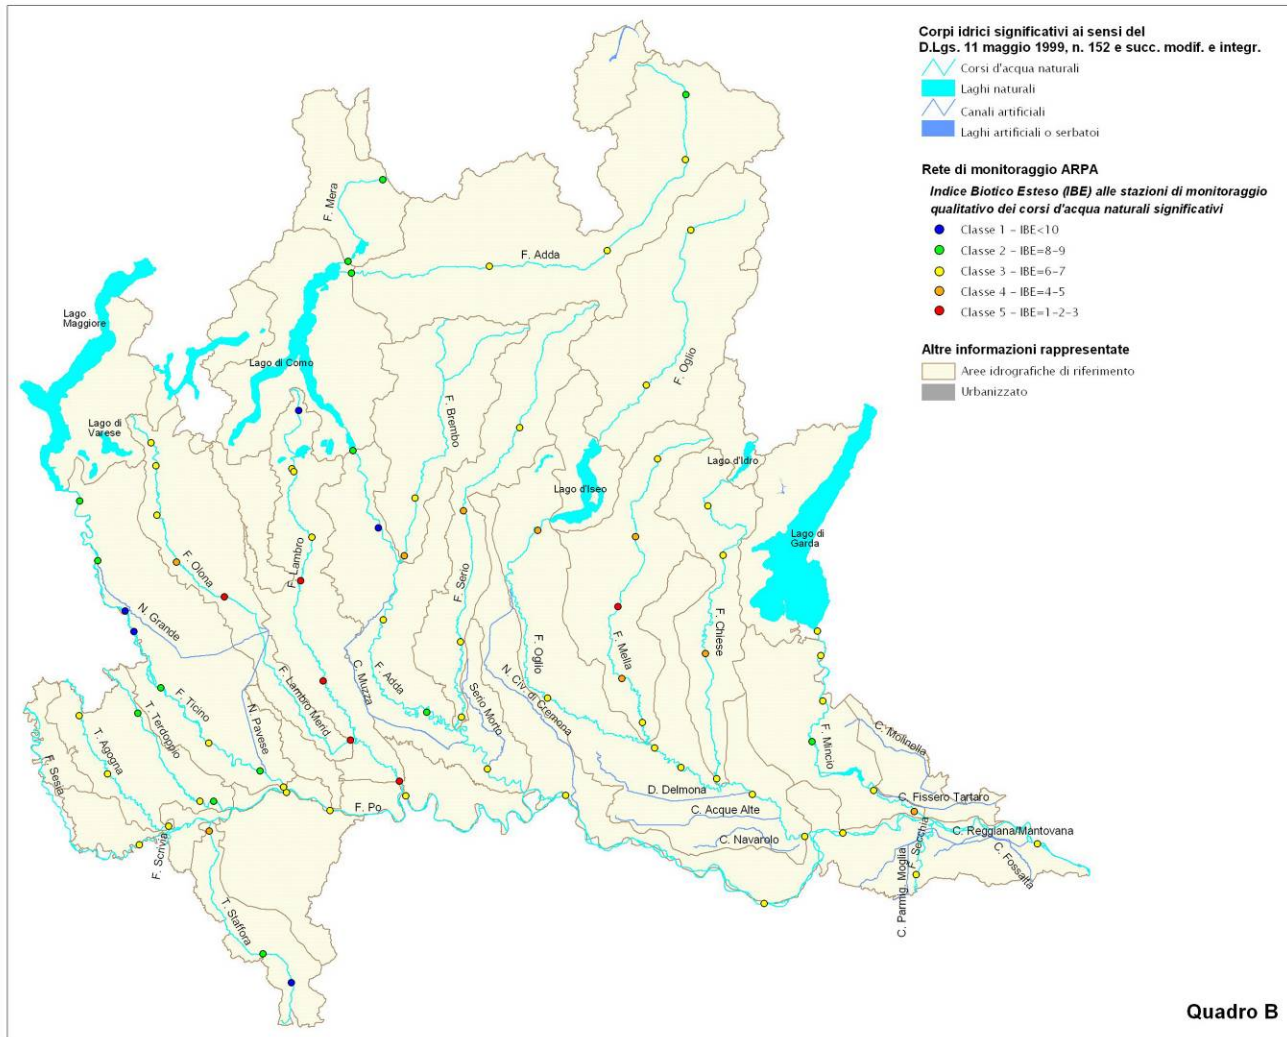 Corpi idrici significativi ai sensi del
D.Lgs. 11 maggio 1999, n. 152 e succ. modif. e integr.
Corsi d'acqua naturali
Laghi naturali
Canali artificiali
Laghi artificiali o serbatoi
Rete di monitoraggio ARPA
Indice Biotico Esteso (IBE) alle stazioni di monitoraggio
qualitativo dei corsi d'acqua naturali significativi
Classe 1 – IBE<10
Classe 2 – IBE=8-9
Classe 3 – IBE=6-7
Classe 4 – IBE=4-5
Classe 5 – IBE=1-2-3
Altre informazioni rappresentate
Aree idrografiche di riferimento
Urbanizzato
F. Mera
F. Adda
Lago
Maggiore
Lago di Como
F. Oglio
F. Brembo
Lago di
Varese
Lago d'Idro
Lago d'Iseo
Lago di
Garda
F. Olona
F. Lambro
F. Serio
N. Grande
F. Chiese
F. Mella
F. Oglio
F. Adda
C. Muzza
F. Lambro Merid
N. Civ. di Cremona
Serio Morto
F. Ticino
T. Terdoppio
N. Pavese
T. Agogna
F. Sesia
F. Mincio
C. Molinella
D. Delmona
C. Fissero Tartaro
F. Po
C. Acque Alte
C. Navarolo
C. Reggiana/Mantovana
F. Secchia
C. Fossalta
C. Parmig. Moglia
F. Scrivia
T. Staffora
Quadro B